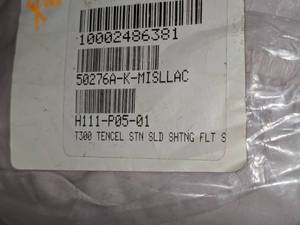 10002486381
50276A-K-MISLLAC
H111-P05-01
T300 TENCEL STN SLD SHTNG FLT S